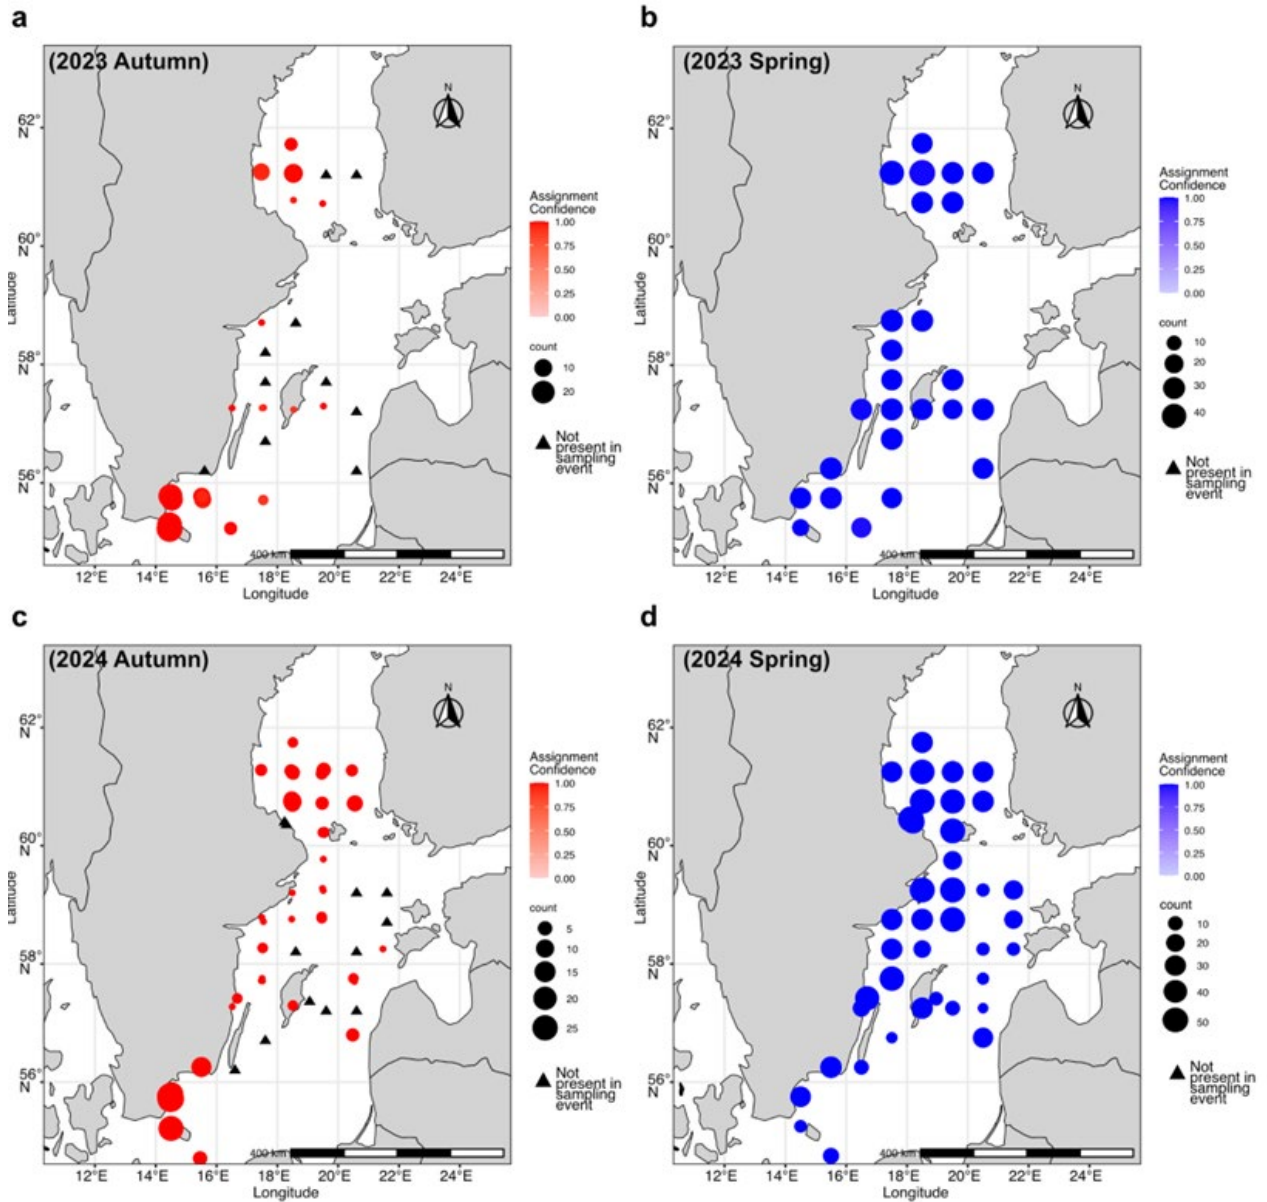 a
b
(2023 Autumn)
(2023 Spring)
N
N
62°
N
60°
N
58°
N
56°
N
Latitude
12°E 14°E 16°E 18°E 20°E 22°E 24°E
Longitude
400 km
Assignment
Confidence
1.00
0.75
0.50
0.25
0.00
count
10
20
Not
present in
sampling
event
62°
N
60°
N
58°
N
56°
N
Latitude
12°E 14°E 16°E 18°E 20°E 22°E 24°E
Longitude
400 km
Assignment
Confidence
1.00
0.75
0.50
0.25
0.00
count
10
20
30
40
Not
present in
sampling
event
c
d
(2024 Autumn)
(2024 Spring)
N
N
62°
N
60°
N
58°
N
56°
N
Latitude
12°E 14°E 16°E 18°E 20°E 22°E 24°E
Longitude
400 km
Assignment
Confidence
1.00
0.75
0.50
0.25
0.00
count
5
10
15
20
25
Not
present in
sampling
event
62°
N
60°
N
58°
N
56°
N
Latitude
12°E 14°E 16°E 18°E 20°E 22°E 24°E
Longitude
400 km
Assignment
Confidence
1.00
0.75
0.50
0.25
0.00
count
10
20
30
40
50
Not
present in
sampling
event